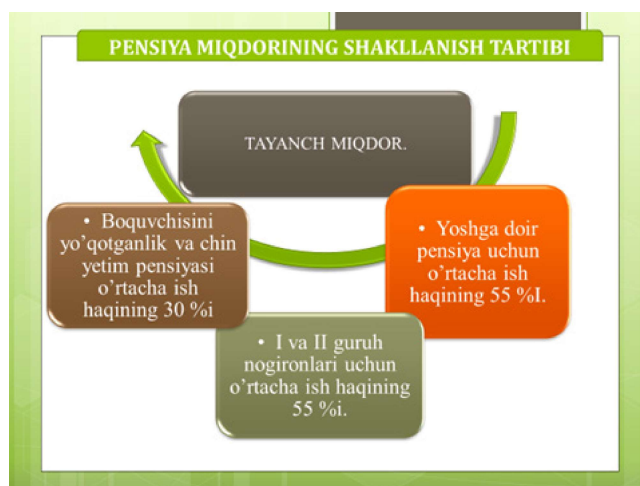 PENSIYA MIQDORINING SHAKLLANISH TARTIBI
TAYANCH MIQDOR.
• Yoshga doir
pensiya uchun
o’rtacha ish
haqining 55 %I.
• I va II guruh
nogironlari uchun
o’rtacha ish haqining
55 %i.
• Boquvchisini
yo’qotganlik va chin
yetim pensiyasi
o’rtacha ish
haqining 30 %i